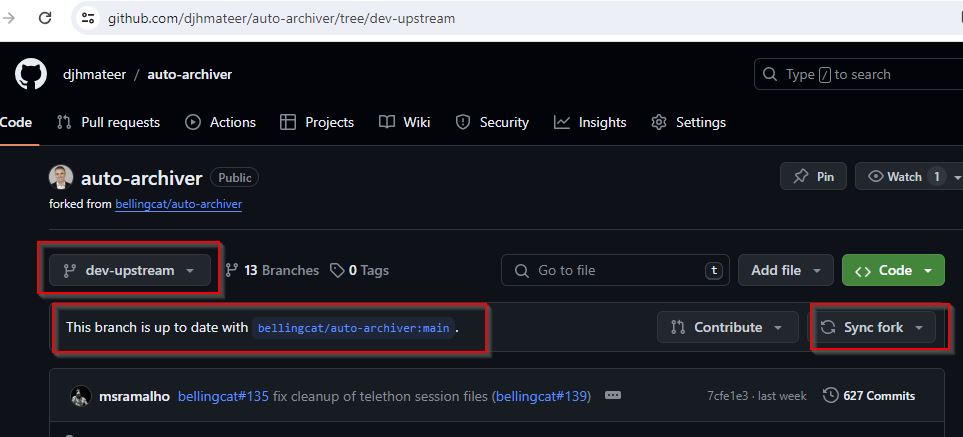 github.com/djhmateer/auto-archiver/tree/dev-upstream
djhmateer / auto-archiver
Type / to search
Code Pull requests Actions Projects Wiki Security Insights Settings
auto-archiver Public
Pin Watch 1
forked from bellingcat/auto-archiver
dev-upstream 13 Branches 0 Tags Go to file t Add file Code
This branch is up to date with bellingcat/auto-archiver:main. Contribute Sync fork
msramalho bellingcat#135 fix cleanup of telethon session files (bellingcat#139) 7cfe1e3 · last week 627 Commits